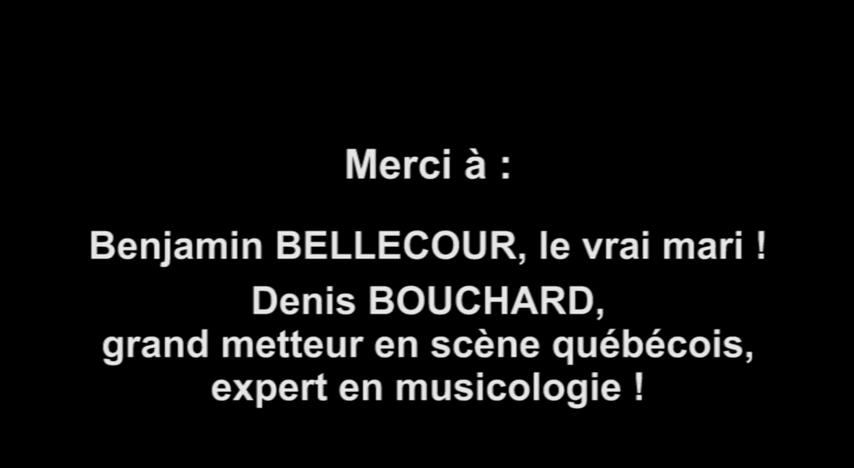 Merci à :
Benjamin BELLECOUR, le vrai mari !
Denis BOUCHARD,
grand metteur en scène québécois,
expert en musicologie !